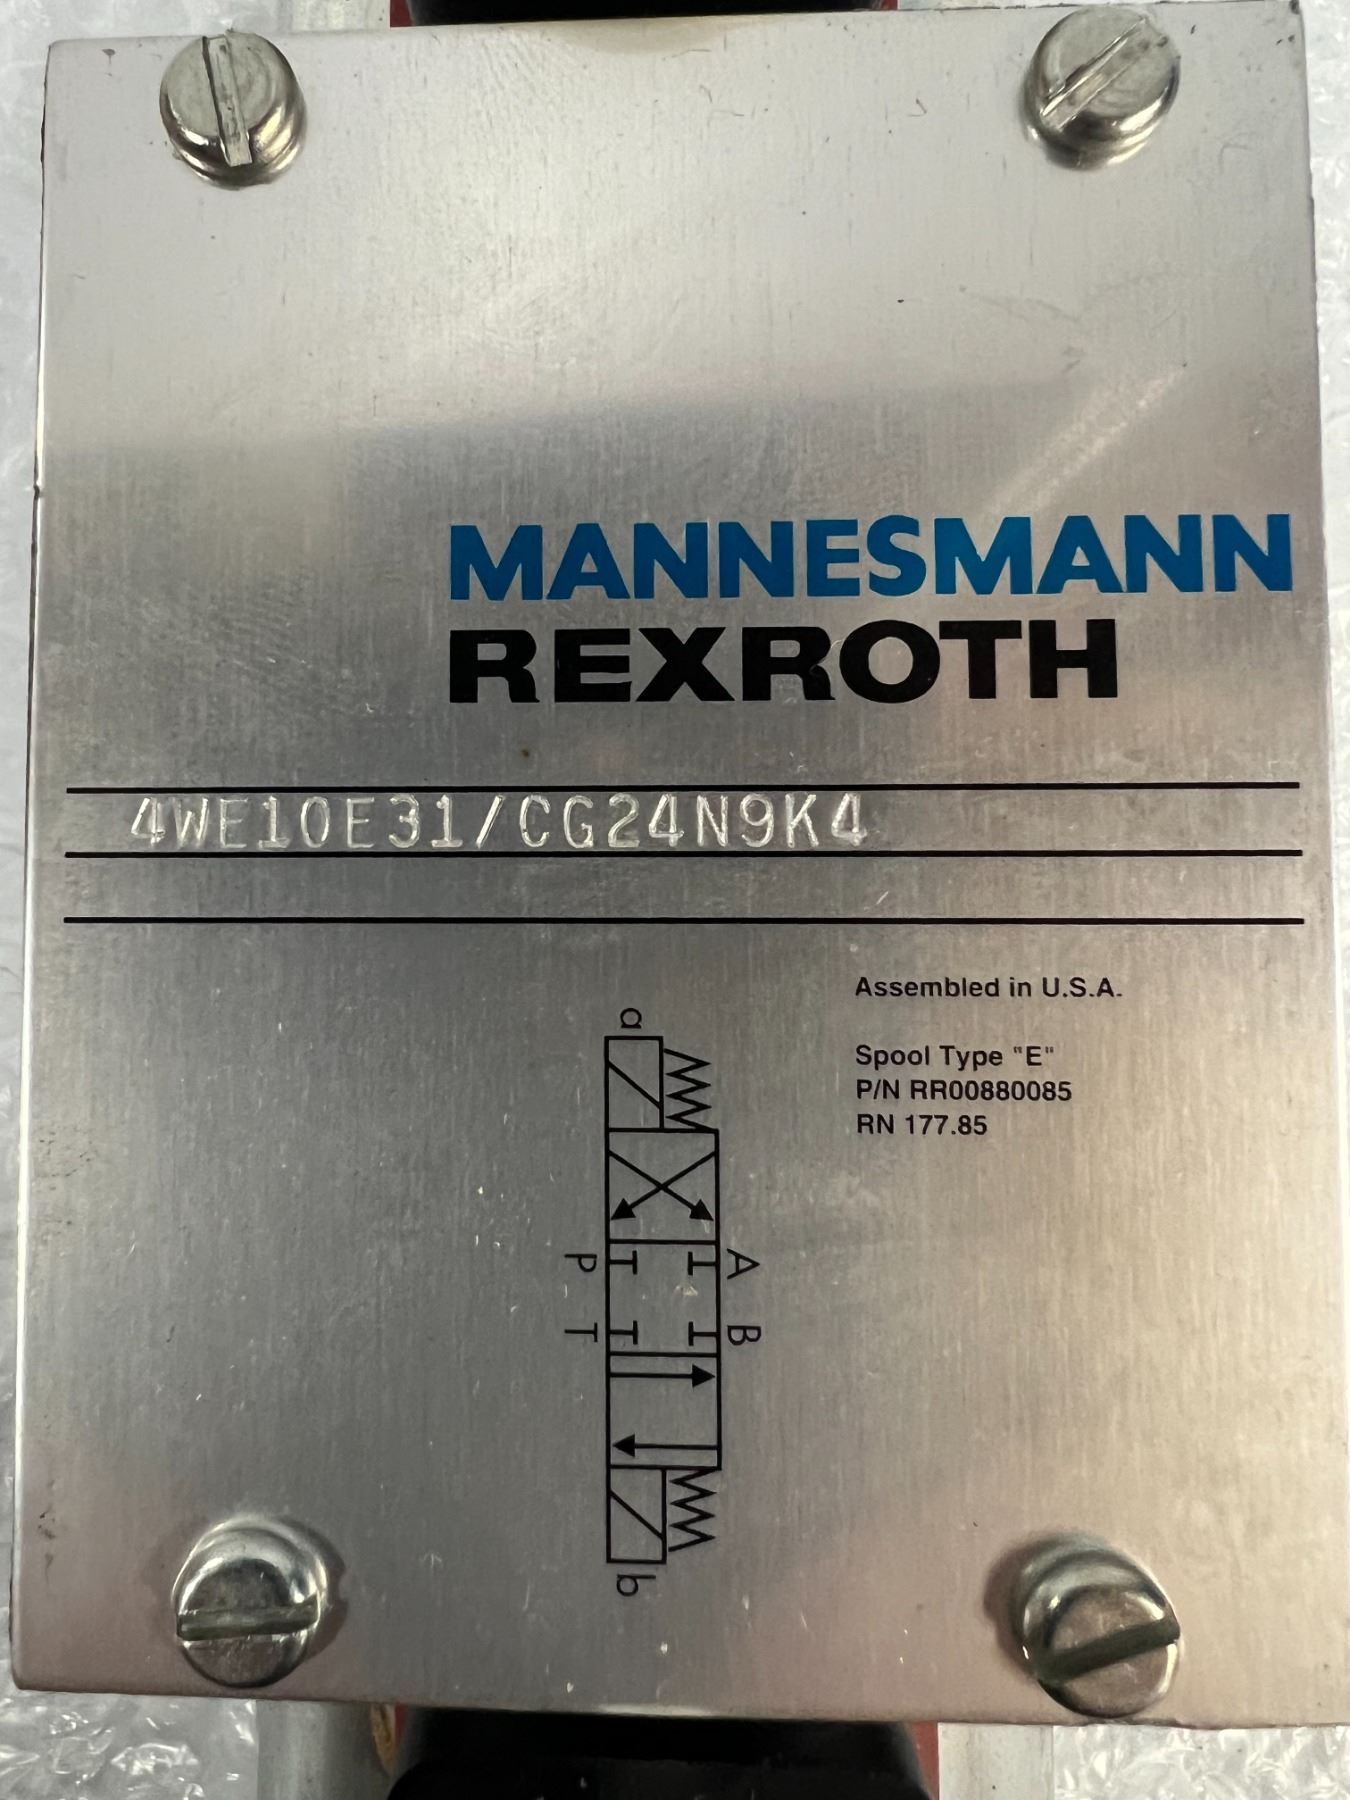 MANNESMANN
REXROTH
4WE10E31/CG24N9K4
Assembled in U.S.A.
Spool Type "E"
P/N RR00880085
RN 177.85
a
P A
T B
b